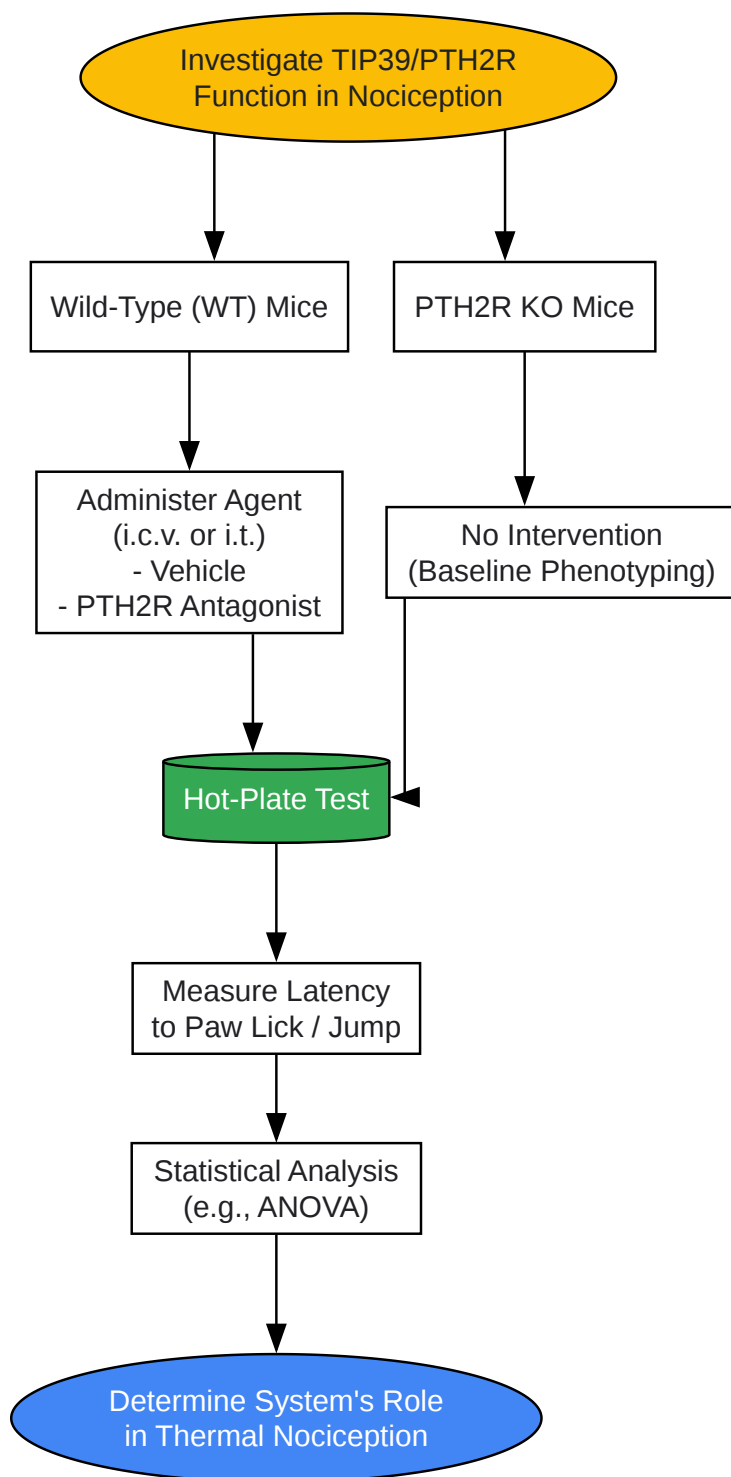 Investigate TIP39/PTH2R
Function in Nociception
Wild-Type (WT) Mice
PTH2R KO Mice
Administer Agent
(i.c.v. or i.t.)
- Vehicle
- PTH2R Antagonist
No Intervention
(Baseline Phenotyping)
Hot-Plate Test
Measure Latency
to Paw Lick / Jump
Statistical Analysis
(e.g., ANOVA)
Determine System's Role
in Thermal Nociception